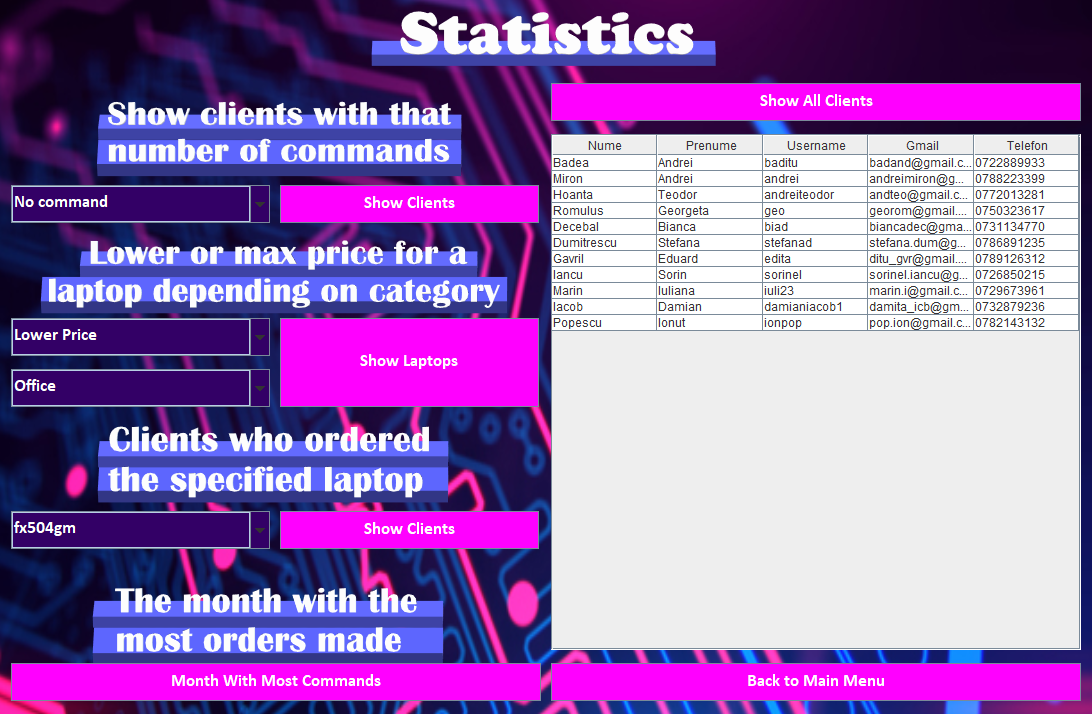 Statistics
Show clients with that
number of commands
No command
Show Clients
Lower or max price for a
laptop depending on category
Lower Price
Office
Show Laptops
Clients who ordered
the specified laptop
fx504gm
Show Clients
The month with the
most orders made
Month With Most Commands
Show All Clients
Nume Prenume Username Gmail Telefon
Badea Andrei baditu badand@gmail.c... 0722889933
Miron Andrei andrei andreimiron@g... 0788223399
Hoanta Teodor andreiteodor andteo@gmail.c... 0772013281
Romulus Georgeta geo georom@gmail.... 0750323617
Decebal Bianca biad biancadec@gma... 0731134770
Dumitrescu Stefana stefanad stefana.dum@g... 0786891235
Gavril Eduard edita ditu_gvr@gmail.... 0789126312
Iancu Sorin sorinel sorinel.iancu@g... 0726850215
Marin Iuliana iuli23 marin.i@gmail.c... 0729673961
Iacob Damian damianiacob1 damita_icb@gm... 0732879236
Popescu Ionut ionpop pop.ion@gmail.c... 0782143132
Back to Main Menu